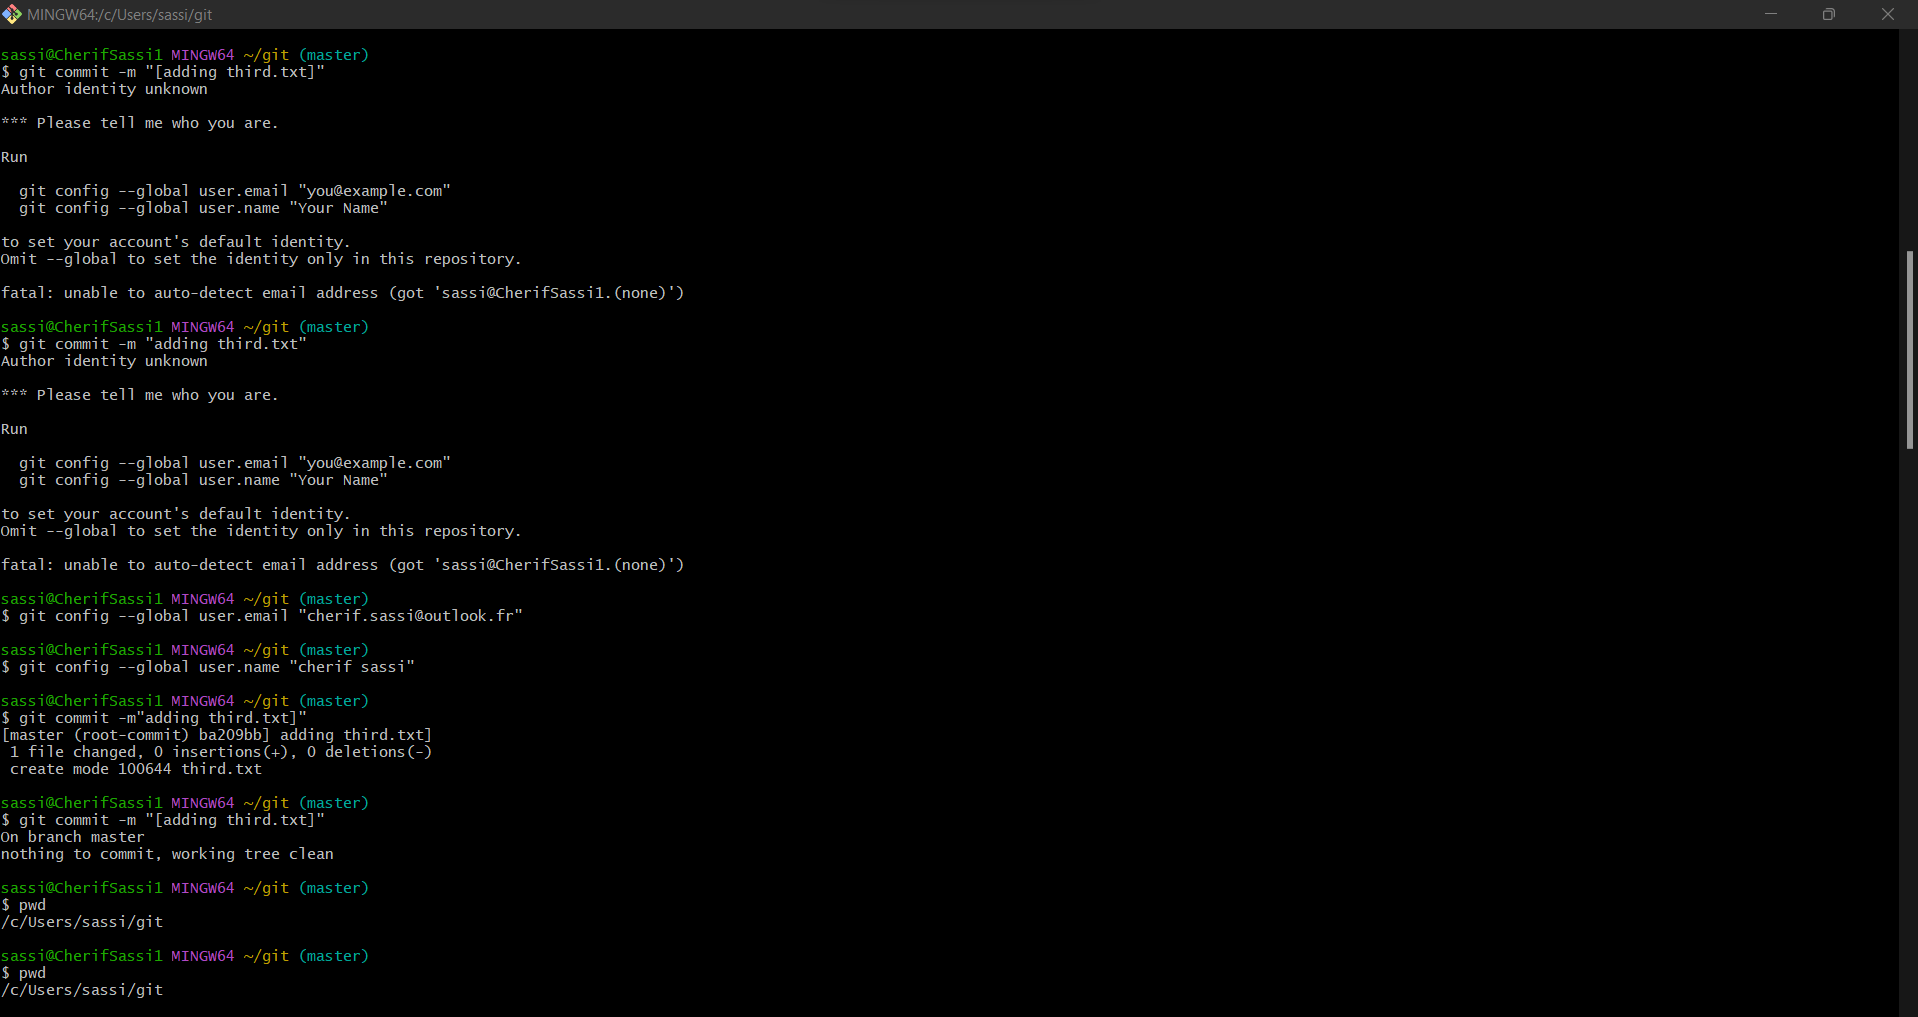 MINGW64:/c/Users/sassi/git
sassi@CherifSassi1 MINGW64 ~/git (master)
$ git commit -m "[adding third.txt]"
Author identity unknown
*** Please tell me who you are.
Run
  git config --global user.email "you@example.com"
  git config --global user.name "Your Name"
to set your account's default identity.
Omit --global to set the identity only in this repository.
fatal: unable to auto-detect email address (got 'sassi@CherifSassi1.(none)')
sassi@CherifSassi1 MINGW64 ~/git (master)
$ git commit -m "adding third.txt"
Author identity unknown
*** Please tell me who you are.
Run
  git config --global user.email "you@example.com"
  git config --global user.name "Your Name"
to set your account's default identity.
Omit --global to set the identity only in this repository.
fatal: unable to auto-detect email address (got 'sassi@CherifSassi1.(none)')
sassi@CherifSassi1 MINGW64 ~/git (master)
$ git config --global user.email "cherif.sassi@outlook.fr"
sassi@CherifSassi1 MINGW64 ~/git (master)
$ git config --global user.name "cherif sassi"
sassi@CherifSassi1 MINGW64 ~/git (master)
$ git commit -m"adding third.txt]"
[master (root-commit) ba209bb] adding third.txt]
 1 file changed, 0 insertions(+), 0 deletions(-)
 create mode 100644 third.txt
sassi@CherifSassi1 MINGW64 ~/git (master)
$ git commit -m "[adding third.txt]"
On branch master
nothing to commit, working tree clean
sassi@CherifSassi1 MINGW64 ~/git (master)
$ pwd
/c/Users/sassi/git
sassi@CherifSassi1 MINGW64 ~/git (master)
$ pwd
/c/Users/sassi/git